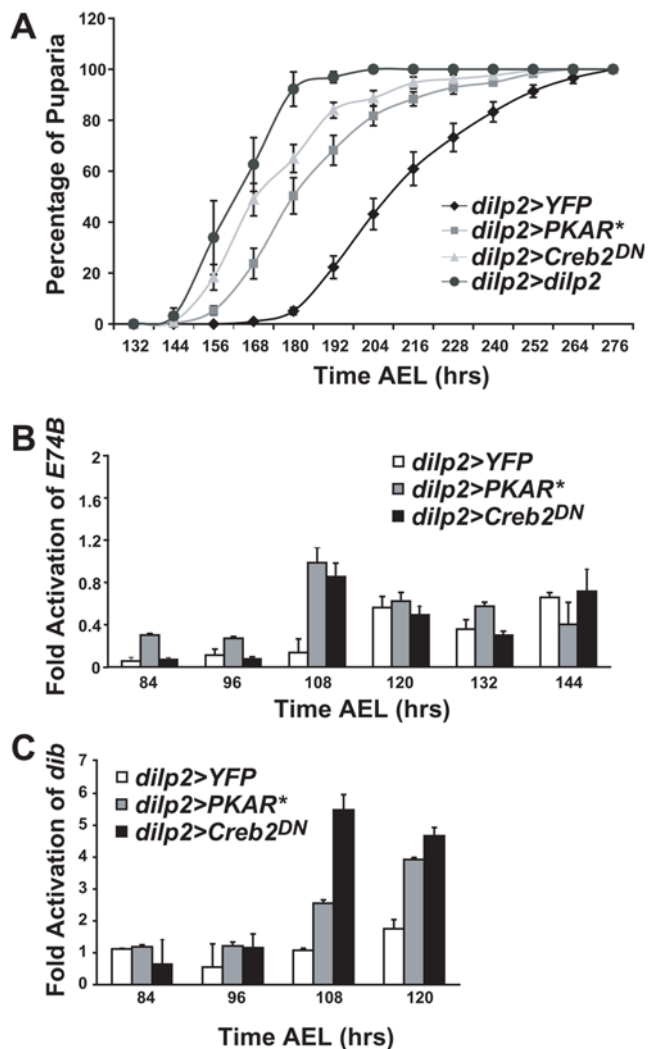 A
Percentage of Puparia
120
100
80
60
40
20
0
dilp2>YFP
dilp2>PKAR*
dilp2>Creb2DN
dilp2>dilp2
132 144 156 168 180 192 204 216 228 240 252 264 276
Time AEL (hrs)
B
Fold Activation of E74B
2
1.6
1.2
0.8
0.4
0
dilp2>YFP
dilp2>PKAR*
dilp2>Creb2DN
84 96 108 120 132 144
Time AEL (hrs)
C
Fold Activation of dib
7
6
5
4
3
2
1
0
dilp2>YFP
dilp2>PKAR*
dilp2>Creb2DN
84 96 108 120
Time AEL (hrs)